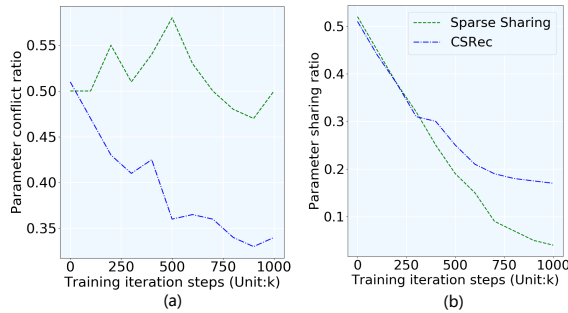 0.55
0.50
0.45
0.40
0.35
Parameter conflict ratio
0 250 500 750 1000
Training iteration steps (Unit:k)
(a)
Sparse Sharing
CSRec
0.5
0.4
0.3
0.2
0.1
Parameter sharing ratio
0 250 500 750 1000
Training iteration steps (Unit:k)
(b)